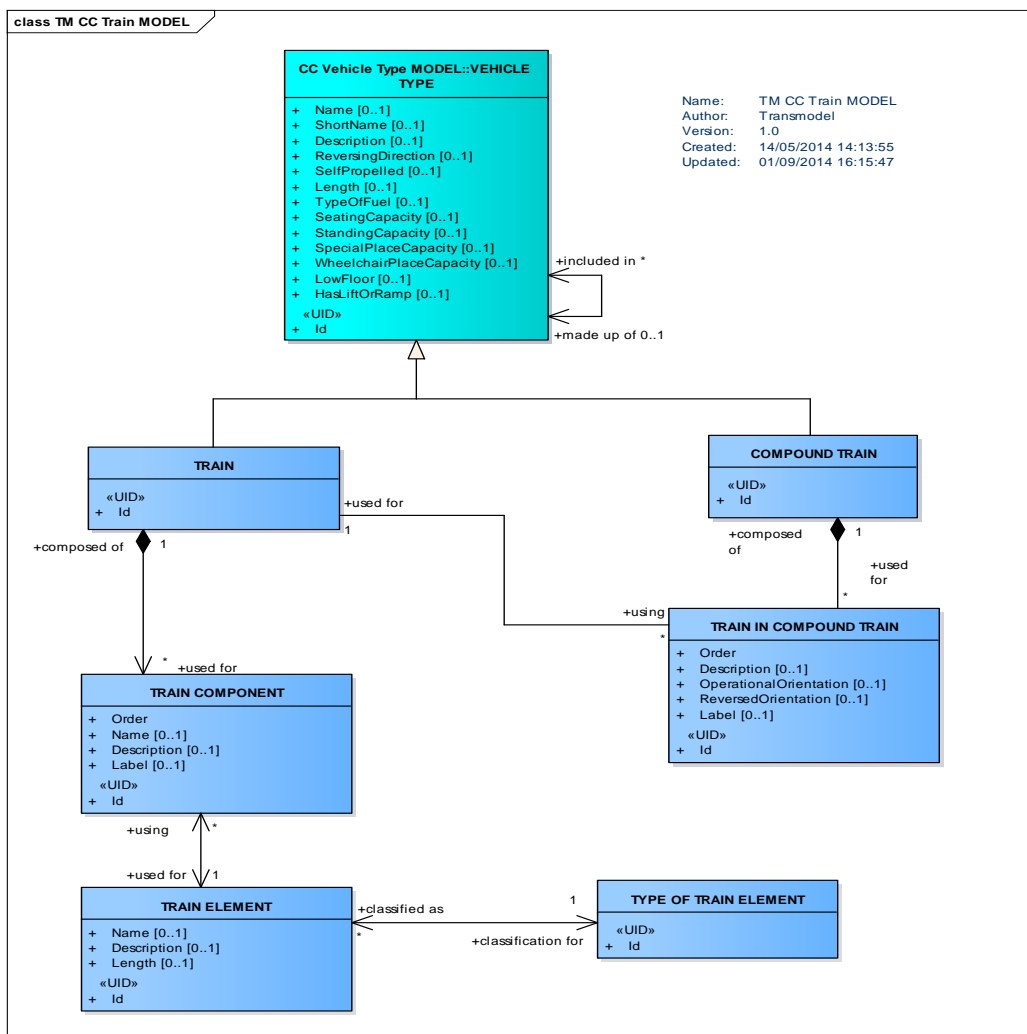 class TM CC Train MODEL
CC Vehicle Type MODEL::VEHICLE
TYPE
+ Name [0..1]
+ ShortName [0..1]
+ Description [0..1]
+ ReversingDirection [0..1]
+ SelfPropelled [0..1]
+ Length [0..1]
+ TypeOfFuel [0..1]
+ SeatingCapacity [0..1]
+ StandingCapacity [0..1]
+ SpecialPlaceCapacity [0..1]
+ WheelchairPlaceCapacity [0..1]
+ LowFloor [0..1]
+ HasLiftOrRamp [0..1]
«UID»
+ Id
Name: TM CC Train MODEL
Author: Transmodel
Version: 1.0
Created: 14/05/2014 14:13:55
Updated: 01/09/2014 16:15:47
+included in *
+made up of 0..1
TRAIN
«UID»
+ Id
COMPOUND TRAIN
«UID»
+ Id
+used for
1
+composed of
1
+composed
of
1
+used
for
*
+using
*
TRAIN IN COMPOUND TRAIN
+ Order
+ Description [0..1]
+ OperationalOrientation [0..1]
+ ReversedOrientation [0..1]
+ Label [0..1]
«UID»
+ Id
*
+used for
TRAIN COMPONENT
+ Order
+ Name [0..1]
+ Description [0..1]
+ Label [0..1]
«UID»
+ Id
+using
*
+used for
1
TRAIN ELEMENT
+ Name [0..1]
+ Description [0..1]
+ Length [0..1]
«UID»
+ Id
+classified as
*
1
+classification for
TYPE OF TRAIN ELEMENT
«UID»
+ Id